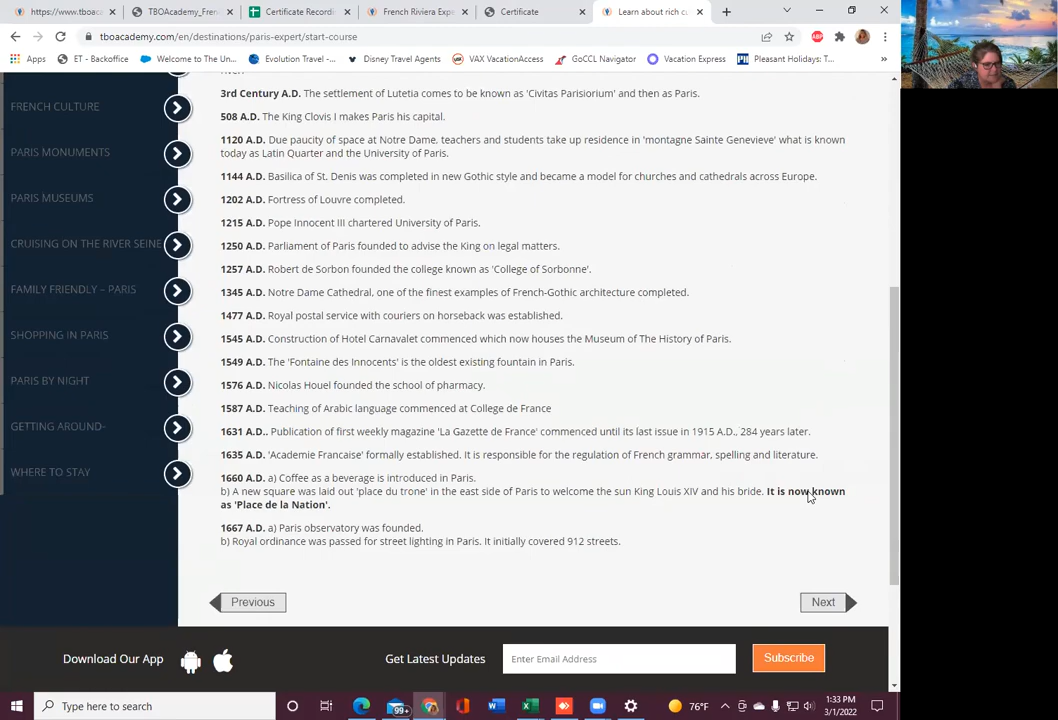 https://www.tboac
TBOAcademy_Fren
Certificate Recordi
French Riviera Exp
Certificate
Learn about rich cu
tboacademy.com/en/destinations/paris-expert/start-course
ABP
Apps
ET - Backoffice
Welcome to The Un...
Evolution Travel -...
Disney Travel Agents
VAX VacationAccess
GoCCL Navigator
Vacation Express
Pleasant Holidays: T...
FRENCH CULTURE
PARIS MONUMENTS
PARIS MUSEUMS
CRUISING ON THE RIVER SEINE
FAMILY FRIENDLY – PARIS
SHOPPING IN PARIS
PARIS BY NIGHT
GETTING AROUND-
WHERE TO STAY
3rd Century A.D. The settlement of Lutetia comes to be known as 'Civitas Parisiorium' and then as Paris.
508 A.D. The King Clovis I makes Paris his capital.
1120 A.D. Due paucity of space at Notre Dame, teachers and students take up residence in 'montagne Sainte Genevieve' what is known
today as Latin Quarter and the University of Paris.
1144 A.D. Basilica of St. Denis was completed in new Gothic style and became a model for churches and cathedrals across Europe.
1202 A.D. Fortress of Louvre completed.
1215 A.D. Pope Innocent III chartered University of Paris.
1250 A.D. Parliament of Paris founded to advise the King on legal matters.
1257 A.D. Robert de Sorbon founded the college known as 'College of Sorbonne'.
1345 A.D. Notre Dame Cathedral, one of the finest examples of French-Gothic architecture completed.
1477 A.D. Royal postal service with couriers on horseback was established.
1545 A.D. Construction of Hotel Carnavalet commenced which now houses the Museum of The History of Paris.
1549 A.D. The 'Fontaine des Innocents' is the oldest existing fountain in Paris.
1576 A.D. Nicolas Houel founded the school of pharmacy.
1587 A.D. Teaching of Arabic language commenced at College de France
1631 A.D.. Publication of first weekly magazine 'La Gazette de France' commenced until its last issue in 1915 A.D., 284 years later.
1635 A.D. 'Academie Francaise' formally established. It is responsible for the regulation of French grammar, spelling and literature.
1660 A.D. a) Coffee as a beverage is introduced in Paris.
b) A new square was laid out 'place du trone' in the east side of Paris to welcome the sun King Louis XIV and his bride. It is now known
as 'Place de la Nation'.
1667 A.D. a) Paris observatory was founded.
b) Royal ordinance was passed for street lighting in Paris. It initially covered 912 streets.
Previous
Next
Download Our App
Get Latest Updates
Enter Email Address
Subscribe
Type here to search
99+
76°F
1:33 PM
3/1/2022